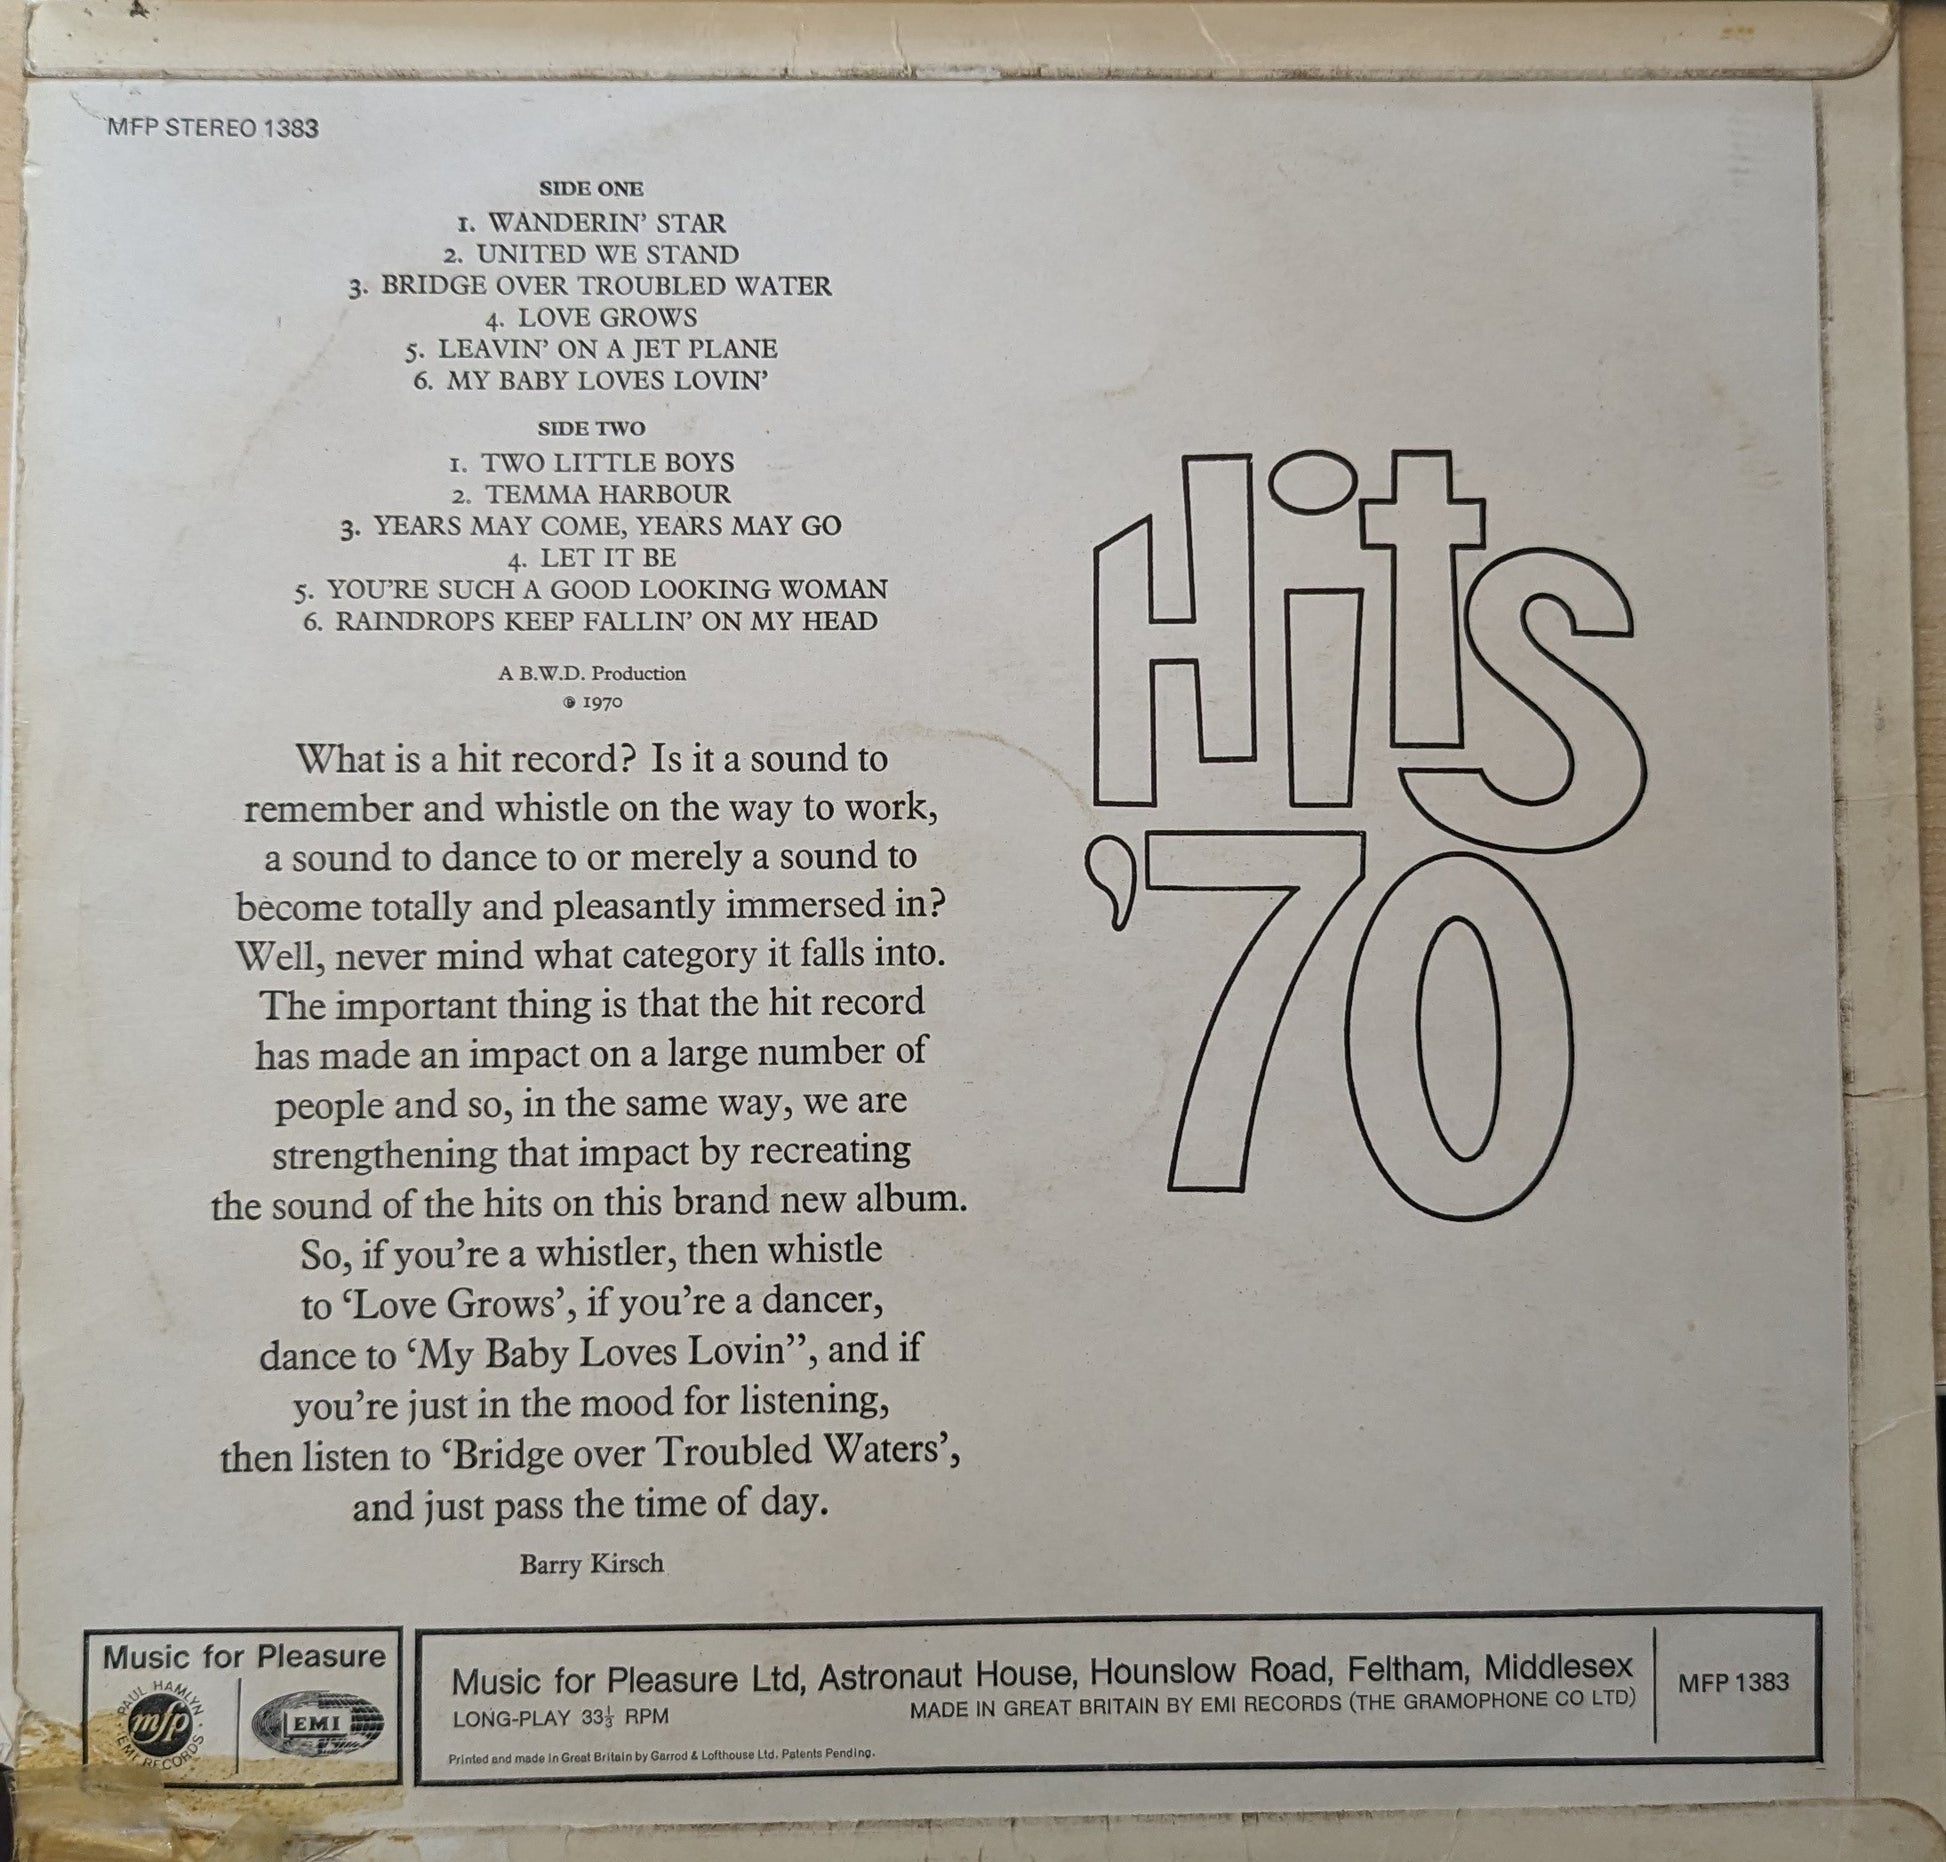 MFP STEREO 1383
SIDE ONE
1. WANDERIN' STAR
2. UNITED WE STAND
3. BRIDGE OVER TROUBLED WATER
4. LOVE GROWS
5. LEAVIN' ON A JET PLANE
6. MY BABY LOVES LOVIN'
SIDE TWO
1. TWO LITTLE BOYS
2. TEMMA HARBOUR
3. YEARS MAY COME, YEARS MAY GO
4. LET IT BE
5. YOU'RE SUCH A GOOD LOOKING WOMAN
6. RAINDROPS KEEP FALLIN' ON MY HEAD
A B.W.D. Production
℗ 1970
What is a hit record? Is it a sound to
remember and whistle on the way to work,
a sound to dance to or merely a sound to
become totally and pleasantly immersed in?
Well, never mind what category it falls into.
The important thing is that the hit record
has made an impact on a large number of
people and so, in the same way, we are
strengthening that impact by recreating
the sound of the hits on this brand new album.
So, if you're a whistler, then whistle
to ‘Love Grows’, if you're a dancer,
dance to ‘My Baby Loves Lovin’’, and if
you're just in the mood for listening,
then listen to ‘Bridge over Troubled Waters’,
and just pass the time of day.
Barry Kirsch
Hits
’70
Music for Pleasure
PAUL HAMLYN
mfp
EMI RECORDS
EMI
Music for Pleasure Ltd, Astronaut House, Hounslow Road, Feltham, Middlesex
LONG-PLAY 33⅓ RPM
MADE IN GREAT BRITAIN BY EMI RECORDS (THE GRAMOPHONE CO LTD)
Printed and made in Great Britain by Garrod & Lofthouse Ltd. Patents Pending.
MFP 1383